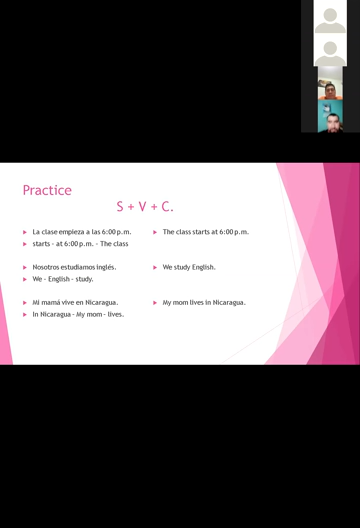 Practice
S + V + C.
La clase empieza a las 6:00 p.m.
starts - at 6:00 p.m. - The class
Nosotros estudiamos inglés.
We - English - study.
Mi mamá vive en Nicaragua.
In Nicaragua - My mom - lives.
The class starts at 6:00 p.m.
We study English.
My mom lives in Nicaragua.